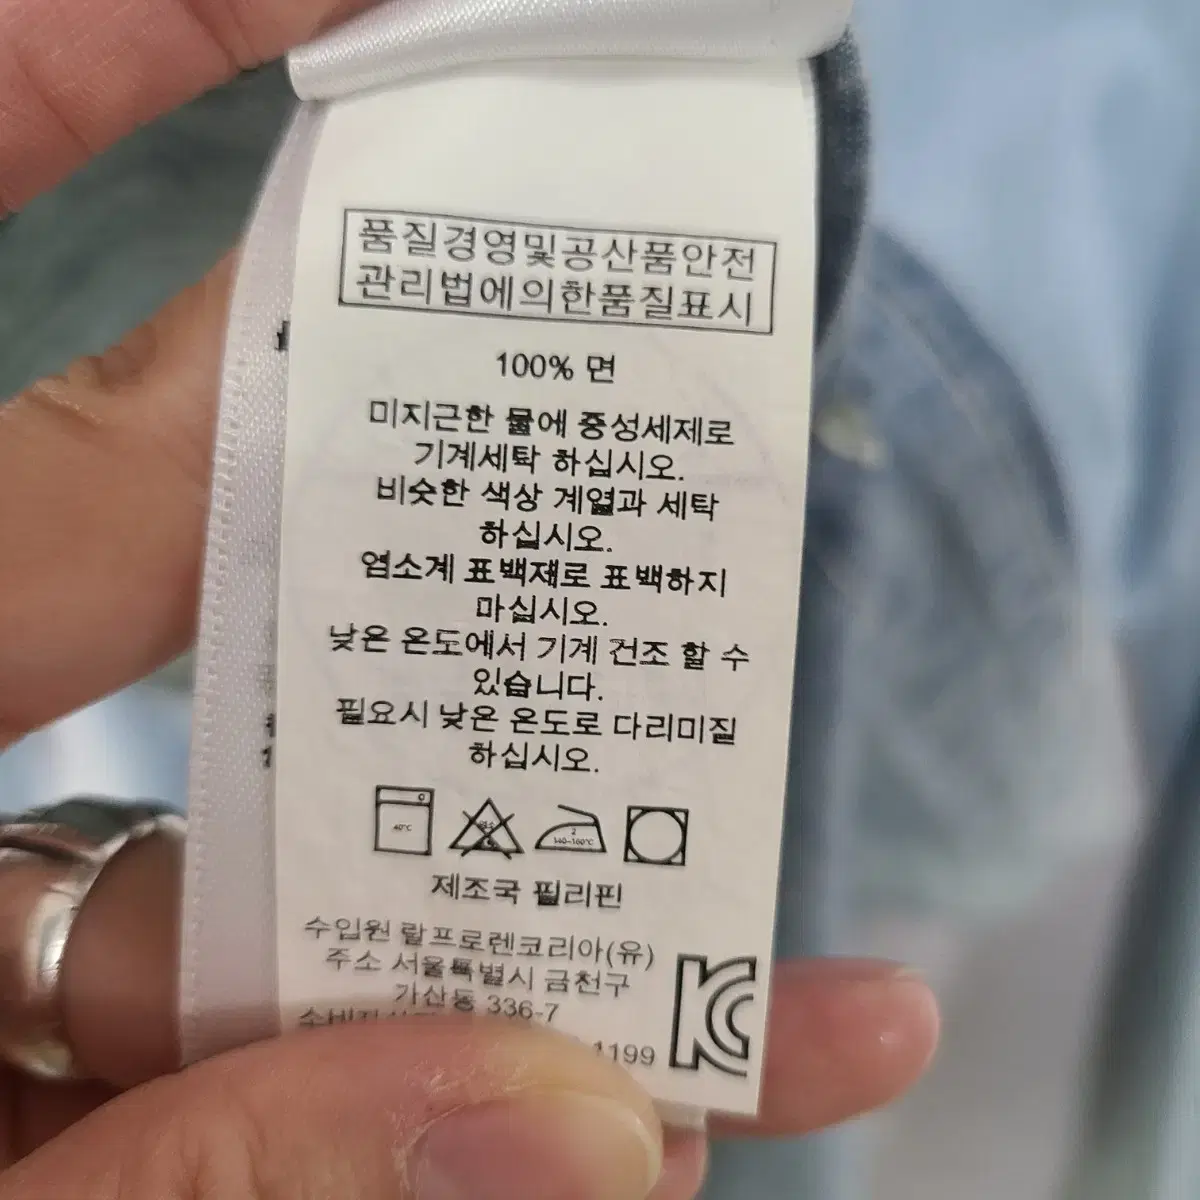 품질경영및공산품안전
관리법에의한품질표시
100% 면
미지근한 물에 중성세제로
기계세탁 하십시오.
비슷한 색상 계열과 세탁
하십시오.
염소계 표백제로 표백하지
마십시오.
낮은 온도에서 기계 건조 할 수
있습니다.
필요시 낮은 온도로 다리미질
하십시오.
40℃
염소
2
140~160℃
제조국 필리핀
수입원 랄프로렌코리아(유)
주소 서울특별시 금천구
가산동 336-7
1199